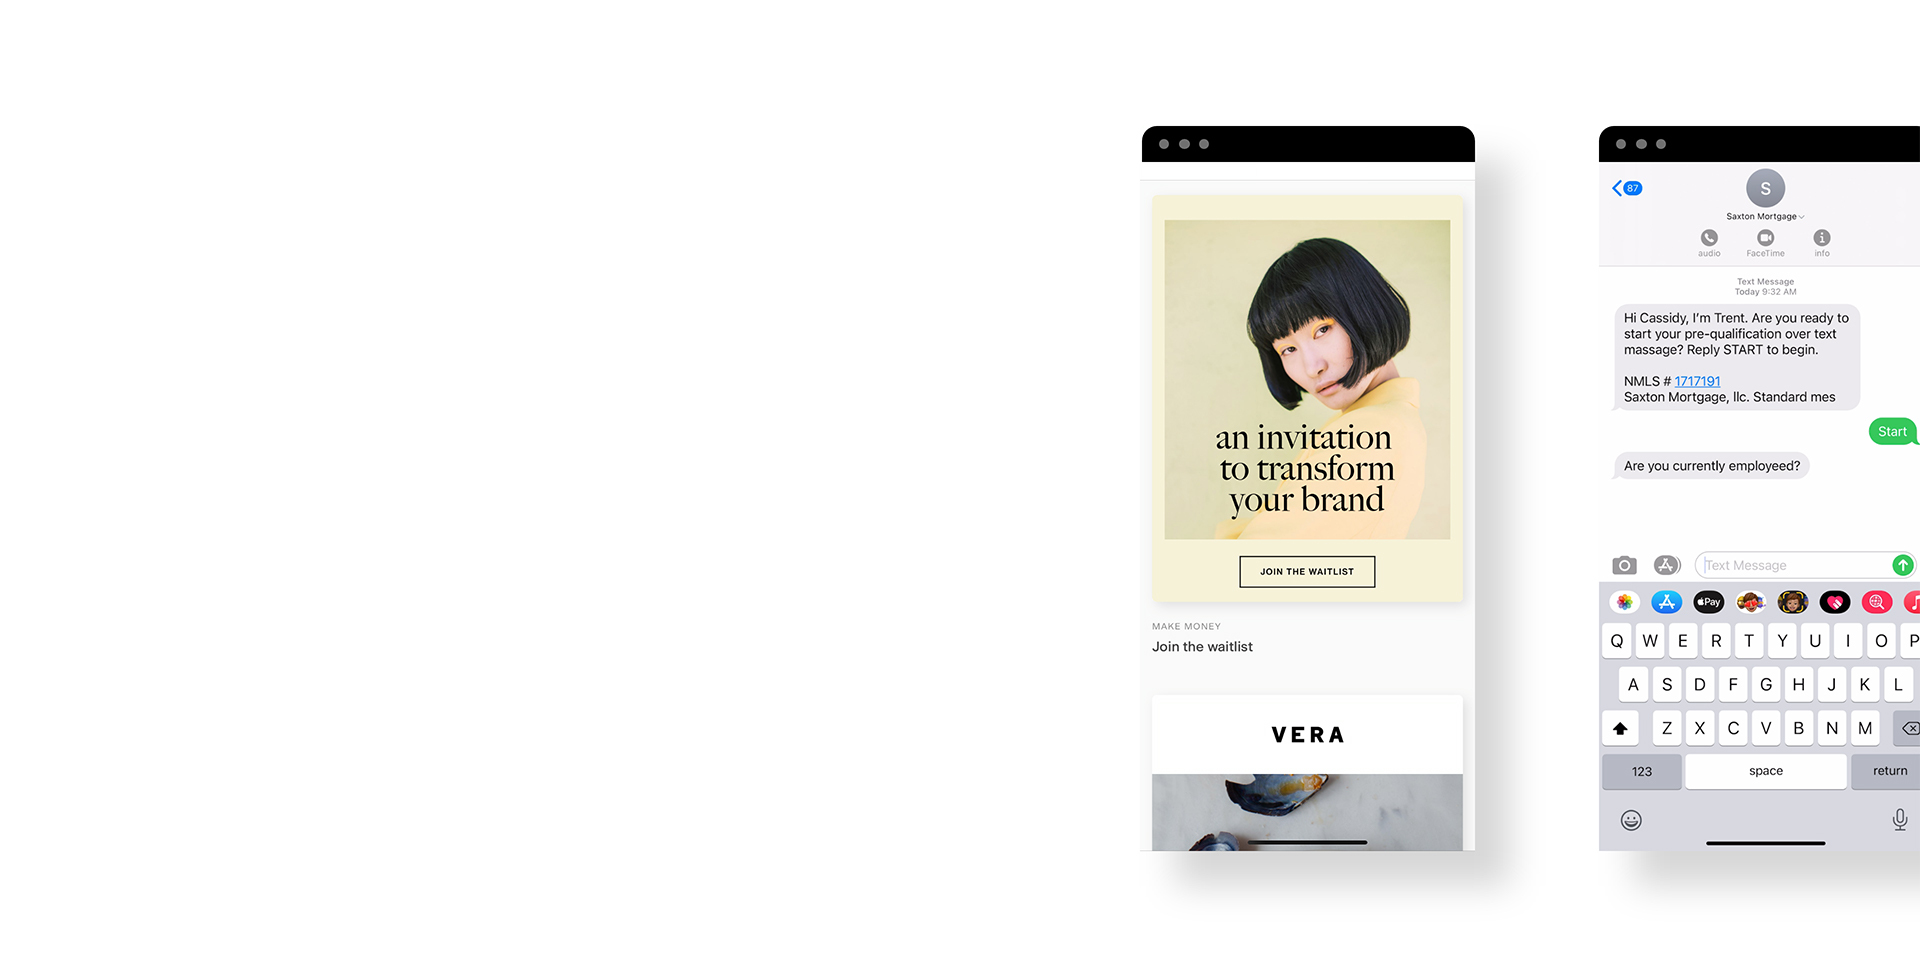 an invitation
to transform
your brand
JOIN THE WAITLIST
MAKE MONEY
Join the waitlist
VERA
87
S
Saxton Mortgage
audio FaceTime info
Text Message
Today 9:32 AM
Hi Cassidy, I'm Trent. Are you ready to
start your pre-qualification over text
massage? Reply START to begin.
NMLS # 1717191
Saxton Mortgage, llc. Standard mes
Start
Are you currently employeed?
Text Message
Pay
Q W E R T Y U I O P
A S D F G H J K L
Z X C V B N M
123 space return